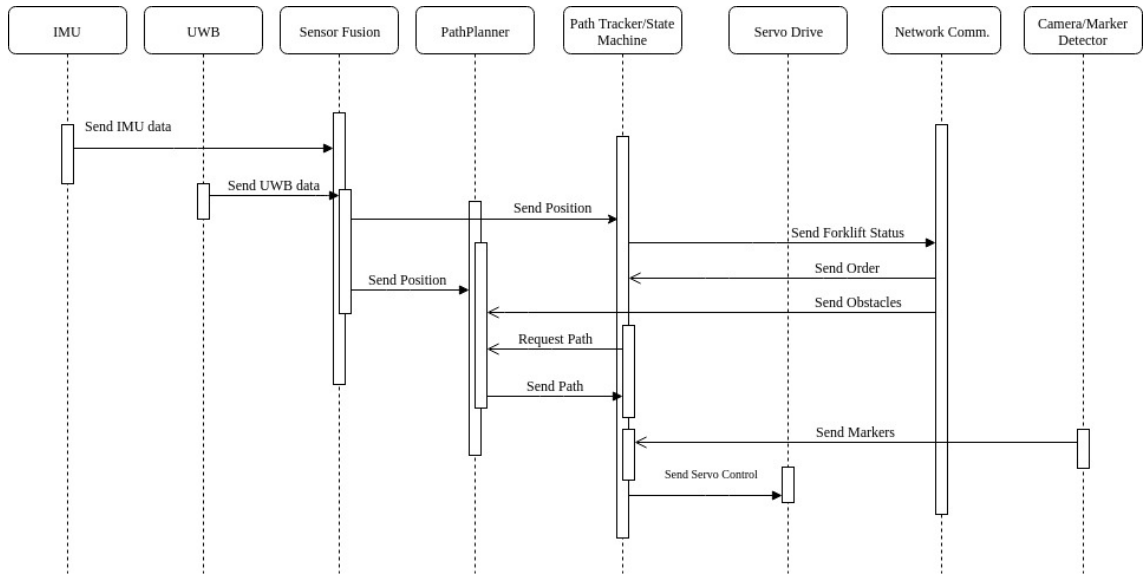 IMU
UWB
Sensor Fusion
PathPlanner
Path Tracker/State
Machine
Servo Drive
Network Comm.
Camera/Marker
Detector
Send IMU data
Send UWB data
Send Position
Send Forklift Status
Send Order
Send Position
Send Obstacles
Request Path
Send Path
Send Markers
Send Servo Control